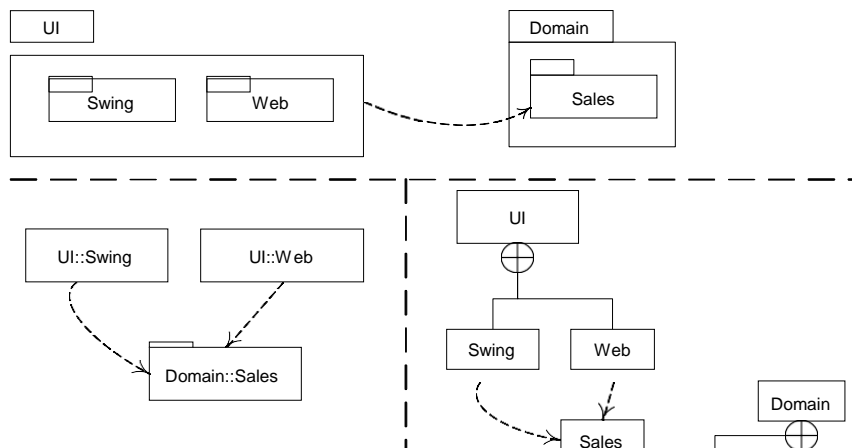 UI
Domain
Swing
Web
Sales
UI
UI::Swing
UI::Web
Swing
Web
Domain::Sales
Domain
Sales